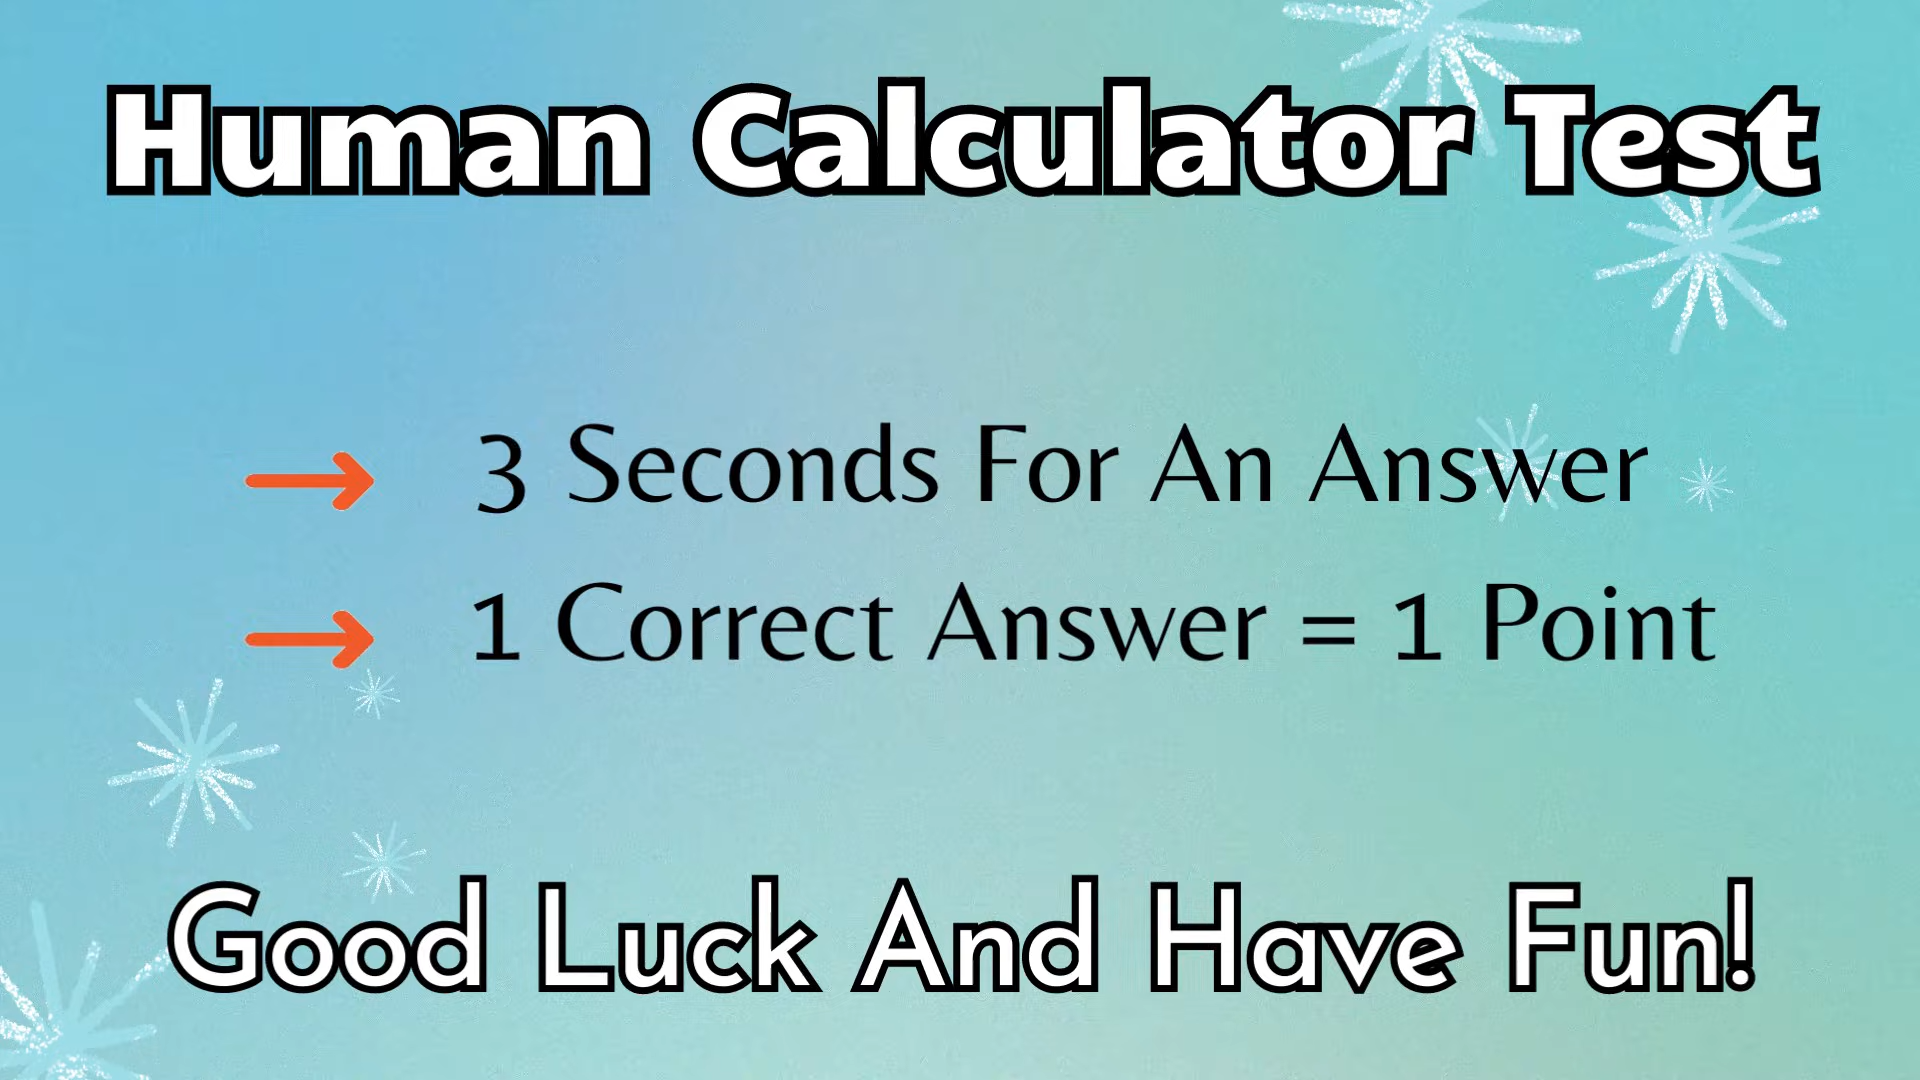 Human Calculator Test
3 Seconds For An Answer
1 Correct Answer = 1 Point
Good Luck And Have Fun!